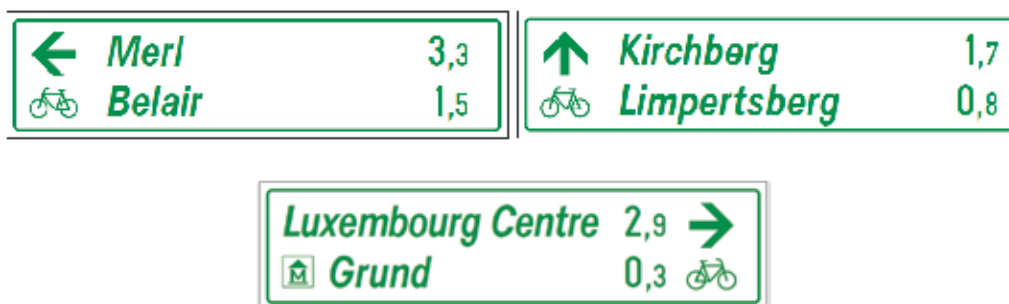 Merl 3,3
Belair 1,5
Kirchberg 1,7
Limpertsberg 0,8
Luxembourg Centre 2,9
M Grund 0,3